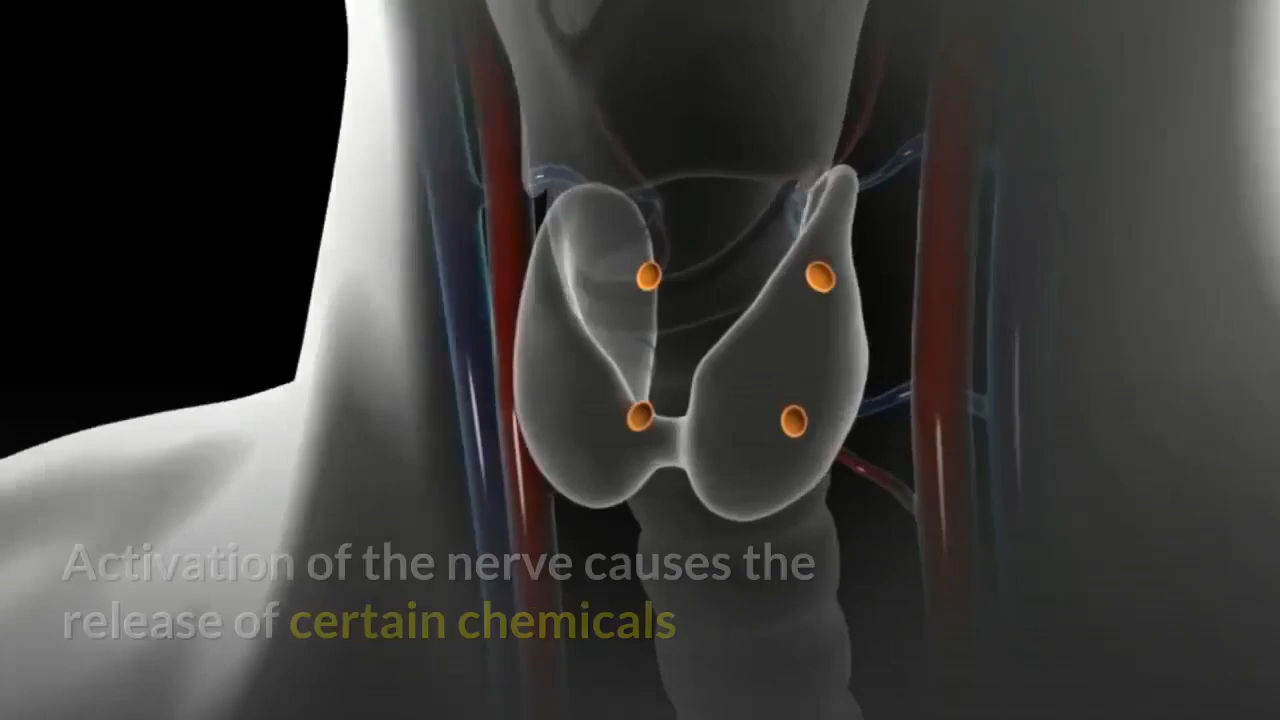 Activation of the nerve causes the
release of certain chemicals